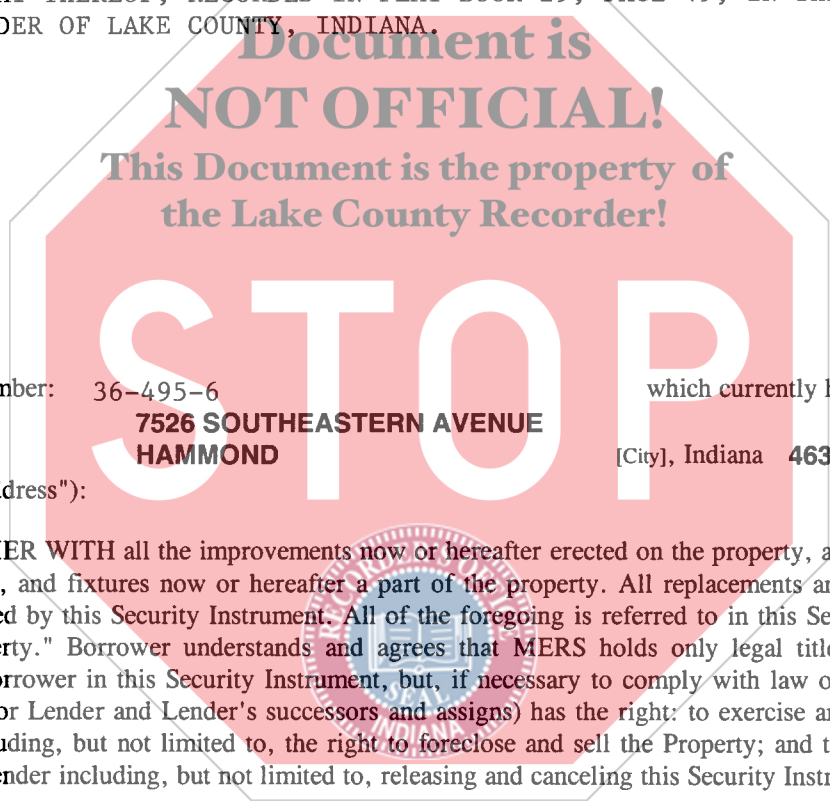 DER OF LAKE COUNTY, INDIANA.
Document is
NOT OFFICIAL!
This Document is the property of
the Lake County Recorder!
STOP
mber: 36-495-6 which currently
7526 SOUTHEASTERN AVENUE
HAMMOND [City], Indiana 463
dress"):
ER WITH all the improvements now or hereafter erected on the property, a
, and fixtures now or hereafter a part of the property. All replacements a
ed by this Security Instrument. All of the foregoing is referred to in this Se
erty." Borrower understands and agrees that MERS holds only legal title
orrower in this Security Instrument, but, if necessary to comply with law o
or Lender and Lender's successors and assigns) has the right: to exercise a
uding, but not limited to, the right to foreclose and sell the Property; and t
ender including, but not limited to, releasing and canceling this Security Instr
SEAL
INDIANA